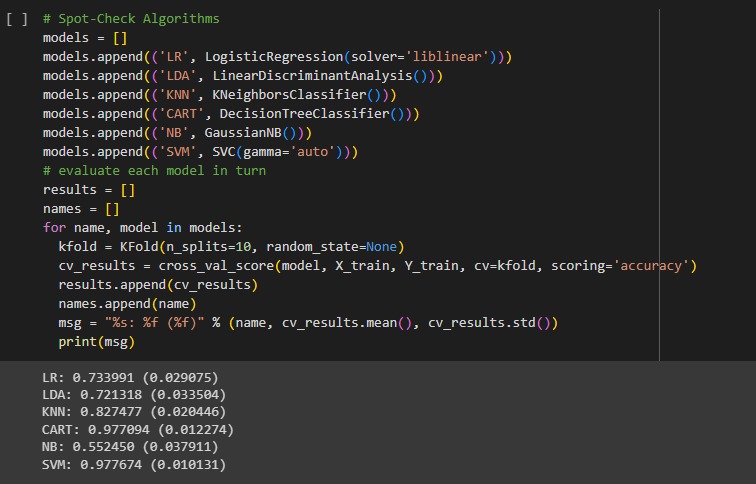 [ ] # Spot-Check Algorithms
models = []
models.append(('LR', LogisticRegression(solver='liblinear')))
models.append(('LDA', LinearDiscriminantAnalysis()))
models.append(('KNN', KNeighborsClassifier()))
models.append(('CART', DecisionTreeClassifier()))
models.append(('NB', GaussianNB()))
models.append(('SVM', SVC(gamma='auto')))
# evaluate each model in turn
results = []
names = []
for name, model in models:
  kfold = KFold(n_splits=10, random_state=None)
  cv_results = cross_val_score(model, X_train, Y_train, cv=kfold, scoring='accuracy')
  results.append(cv_results)
  names.append(name)
  msg = "%s: %f (%f)" % (name, cv_results.mean(), cv_results.std())
  print(msg)
LR: 0.733991 (0.029075)
LDA: 0.721318 (0.033504)
KNN: 0.827477 (0.020446)
CART: 0.977094 (0.012274)
NB: 0.552450 (0.037911)
SVM: 0.977674 (0.010131)